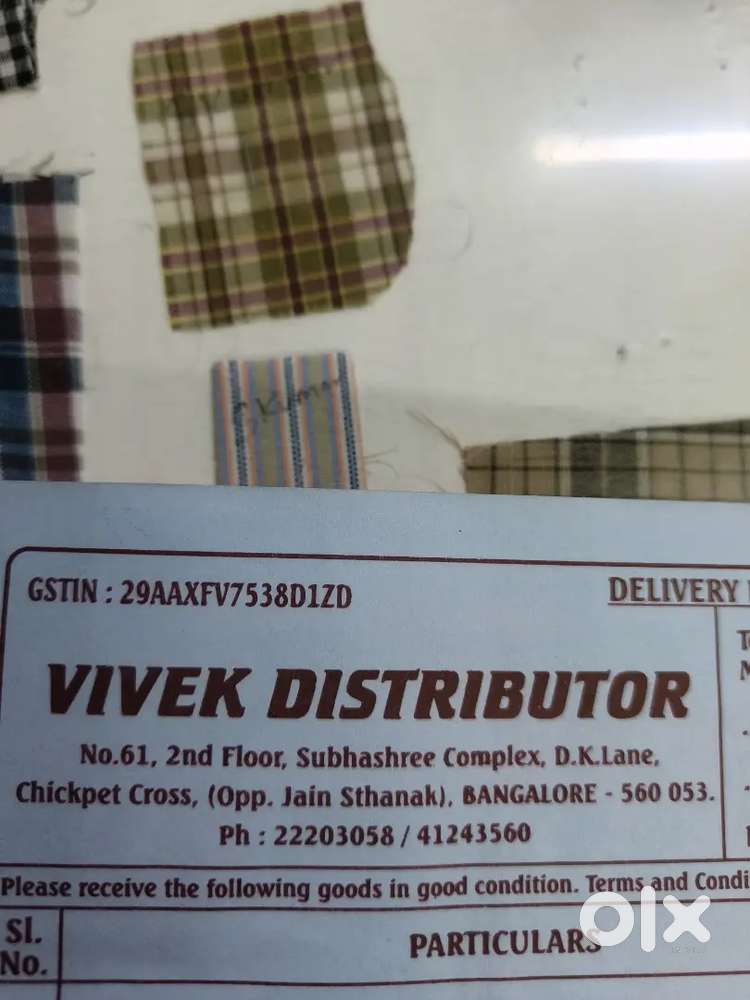 S Kumar
GSTIN : 29AAXFV7538D1ZD
DELIVERY
VIVEK DISTRIBUTOR
No.61, 2nd Floor, Subhashree Complex, D.K.Lane,
Chickpet Cross, (Opp. Jain Sthanak), BANGALORE - 560 053.
Ph : 22203058 / 41243560
Please receive the following goods in good condition. Terms and Condi
Sl.
No.
PARTICULARS
olx